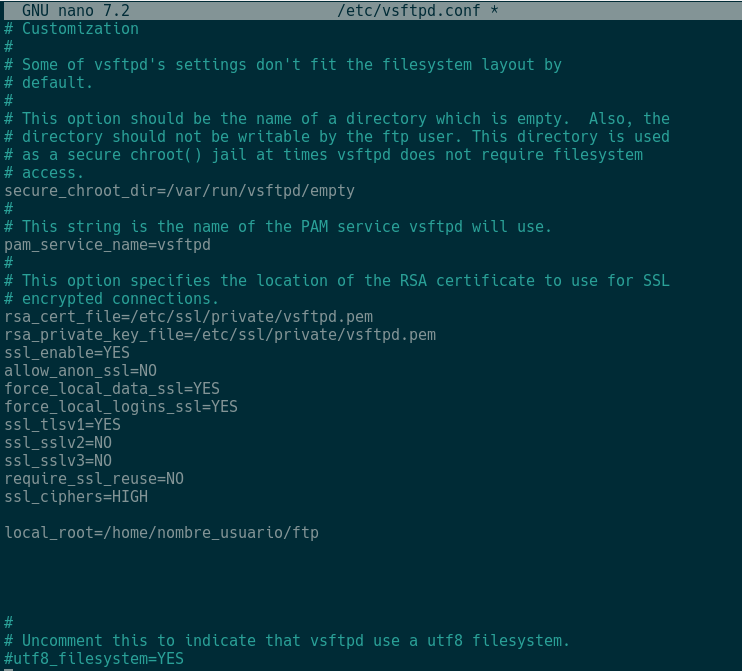 GNU nano 7.2 /etc/vsftpd.conf *
# Customization
#
# Some of vsftpd's settings don't fit the filesystem layout by
# default.
#
# This option should be the name of a directory which is empty.  Also, the
# directory should not be writable by the ftp user. This directory is used
# as a secure chroot() jail at times vsftpd does not require filesystem
# access.
secure_chroot_dir=/var/run/vsftpd/empty
#
# This string is the name of the PAM service vsftpd will use.
pam_service_name=vsftpd
#
# This option specifies the location of the RSA certificate to use for SSL
# encrypted connections.
rsa_cert_file=/etc/ssl/private/vsftpd.pem
rsa_private_key_file=/etc/ssl/private/vsftpd.pem
ssl_enable=YES
allow_anon_ssl=NO
force_local_data_ssl=YES
force_local_logins_ssl=YES
ssl_tlsv1=YES
ssl_sslv2=NO
ssl_sslv3=NO
require_ssl_reuse=NO
ssl_ciphers=HIGH
local_root=/home/nombre_usuario/ftp
#
# Uncomment this to indicate that vsftpd use a utf8 filesystem.
#utf8_filesystem=YES